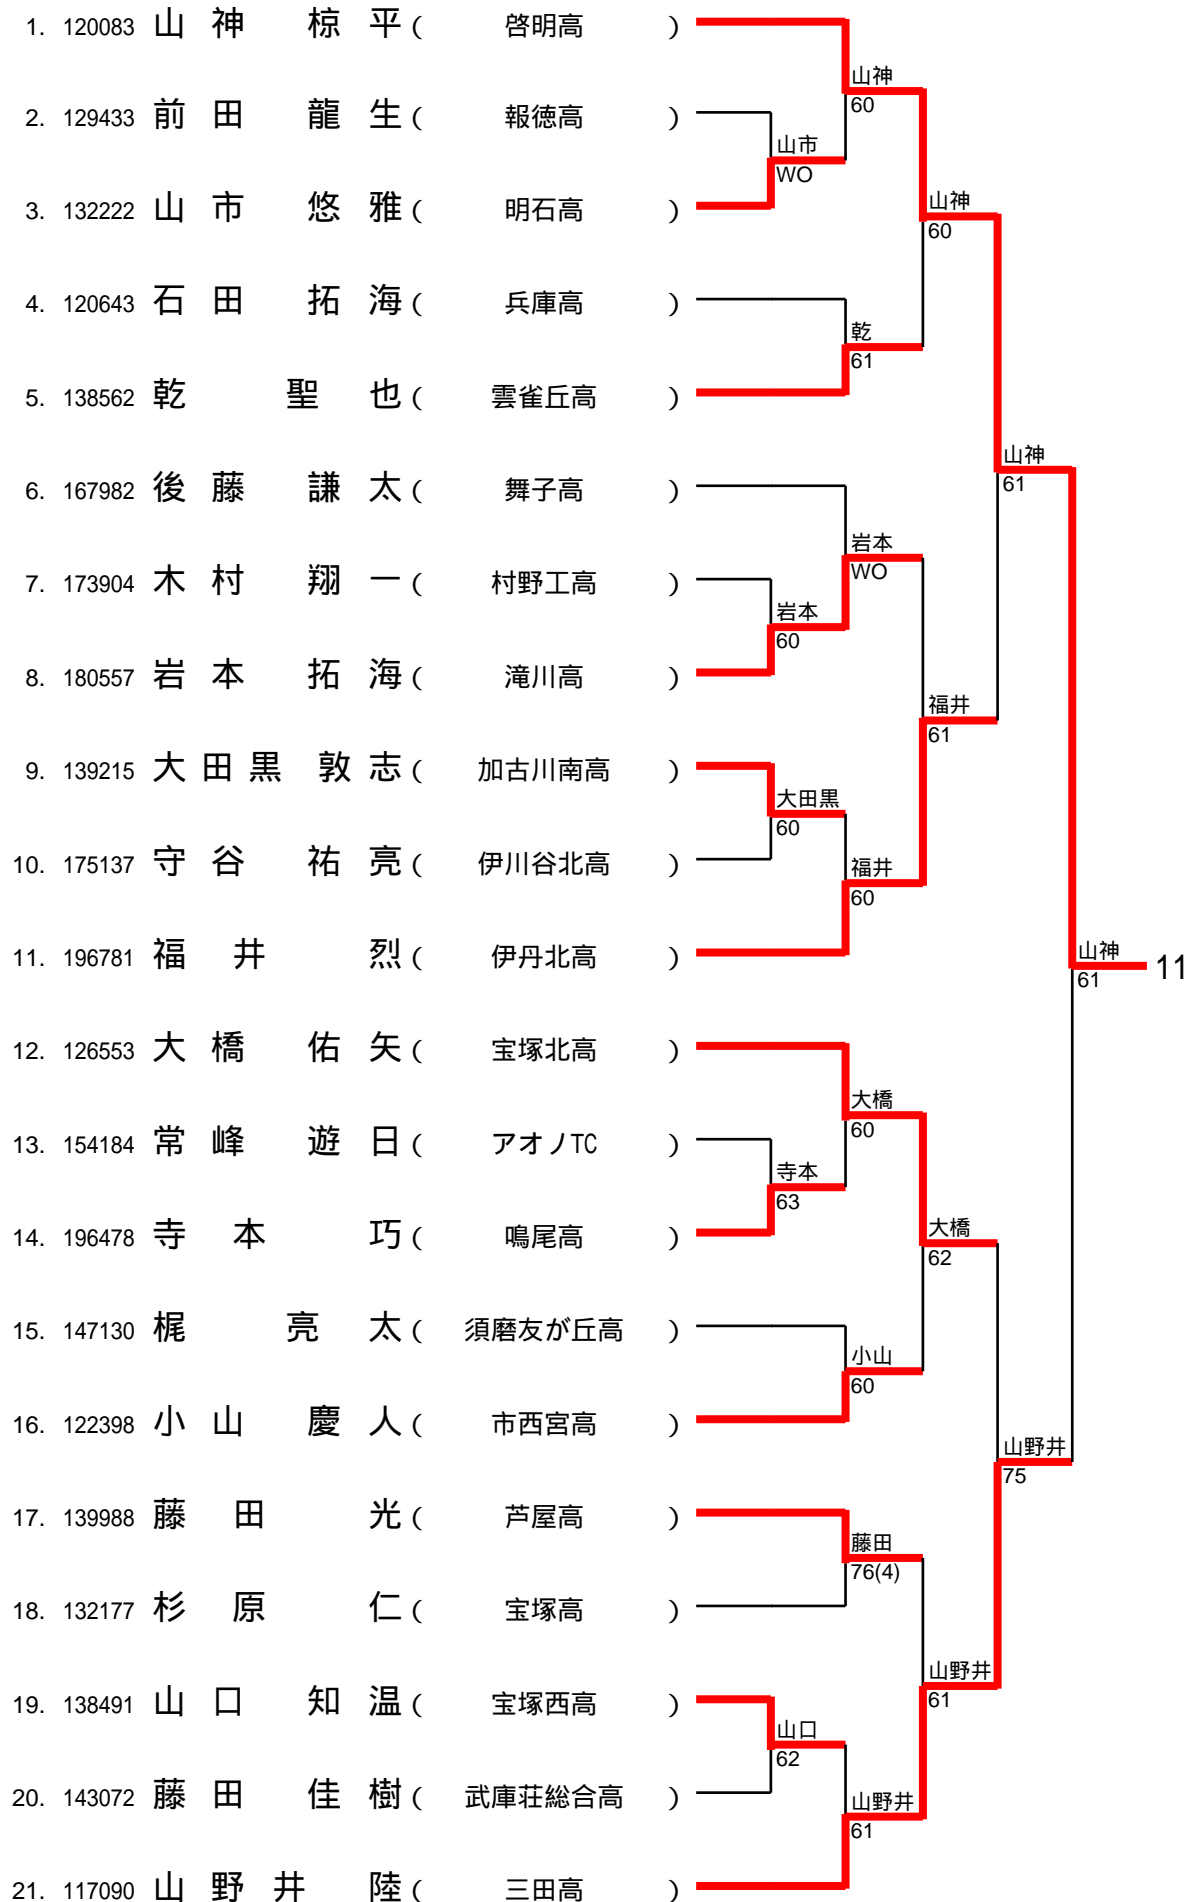 1. 120083 山神 椋平 ( 啓明高 )
山神
60
2. 129433 前田 龍生 ( 報徳高 )
山市
WO
3. 132222 山市 悠雅 ( 明石高 )
山神
60
4. 120643 石田 拓海 ( 兵庫高 )
乾
61
5. 138562 乾 聖也 ( 雲雀丘高 )
山神
61
6. 167982 後藤 謙太 ( 舞子高 )
岩本
WO
7. 173904 木村 翔一 ( 村野工高 )
岩本
60
8. 180557 岩本 拓海 ( 滝川高 )
福井
61
9. 139215 大田黒 敦志 ( 加古川南高 )
大田黒
60
10. 175137 守谷 祐亮 ( 伊川谷北高 )
福井
60
11. 196781 福井 烈 ( 伊丹北高 )
山神
61
11
12. 126553 大橋 佑矢 ( 宝塚北高 )
大橋
60
13. 154184 常峰 遊日 ( アオノTC )
寺本
63
14. 196478 寺本 巧 ( 鳴尾高 )
大橋
62
15. 147130 梶 亮太 ( 須磨友が丘高 )
小山
60
16. 122398 小山 慶人 ( 市西宮高 )
山野井
75
17. 139988 藤田 光 ( 芦屋高 )
藤田
76(4)
18. 132177 杉原 仁 ( 宝塚高 )
山野井
61
19. 138491 山口 知温 ( 宝塚西高 )
山口
62
20. 143072 藤田 佳樹 ( 武庫荘総合高 )
山野井
61
21. 117090 山野井 陸 ( 三田高 )